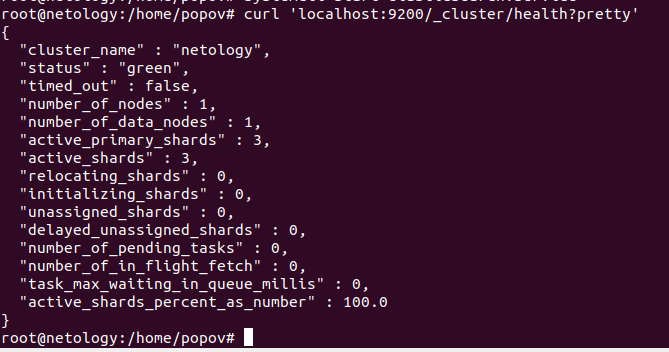 root@netology:/home/popov# curl 'localhost:9200/_cluster/health?pretty'
{
  "cluster_name" : "netology",
  "status" : "green",
  "timed_out" : false,
  "number_of_nodes" : 1,
  "number_of_data_nodes" : 1,
  "active_primary_shards" : 3,
  "active_shards" : 3,
  "relocating_shards" : 0,
  "initializing_shards" : 0,
  "unassigned_shards" : 0,
  "delayed_unassigned_shards" : 0,
  "number_of_pending_tasks" : 0,
  "number_of_in_flight_fetch" : 0,
  "task_max_waiting_in_queue_millis" : 0,
  "active_shards_percent_as_number" : 100.0
}
root@netology:/home/popov#